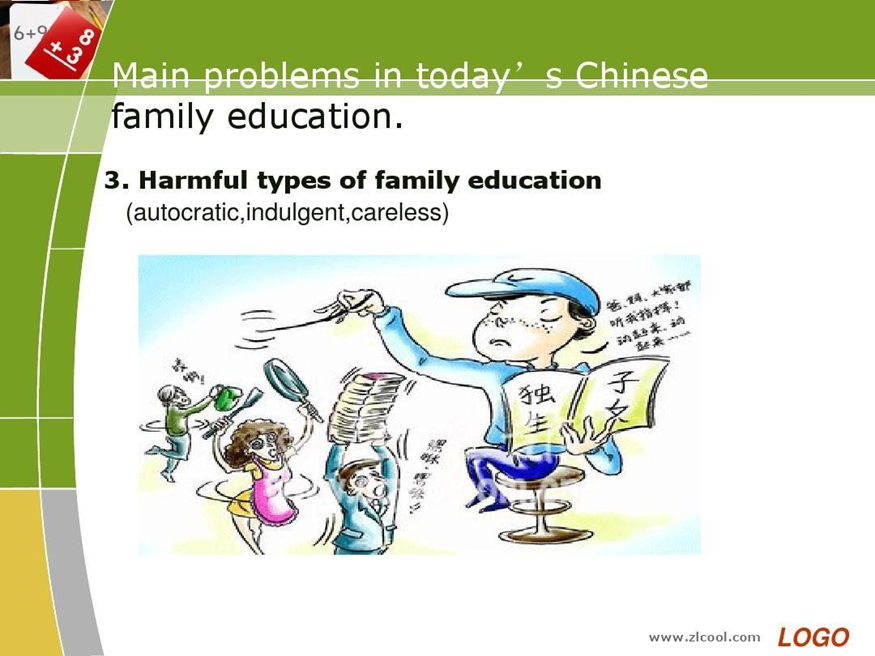 6+9
8
+3
Main problems in today’s Chinese
family education.
3. Harmful types of family education
(autocratic,indulgent,careless)
爸、妈、大家都
听我指挥！
动起来、动
起来……
独生
子女
www.zlcool.com
LOGO